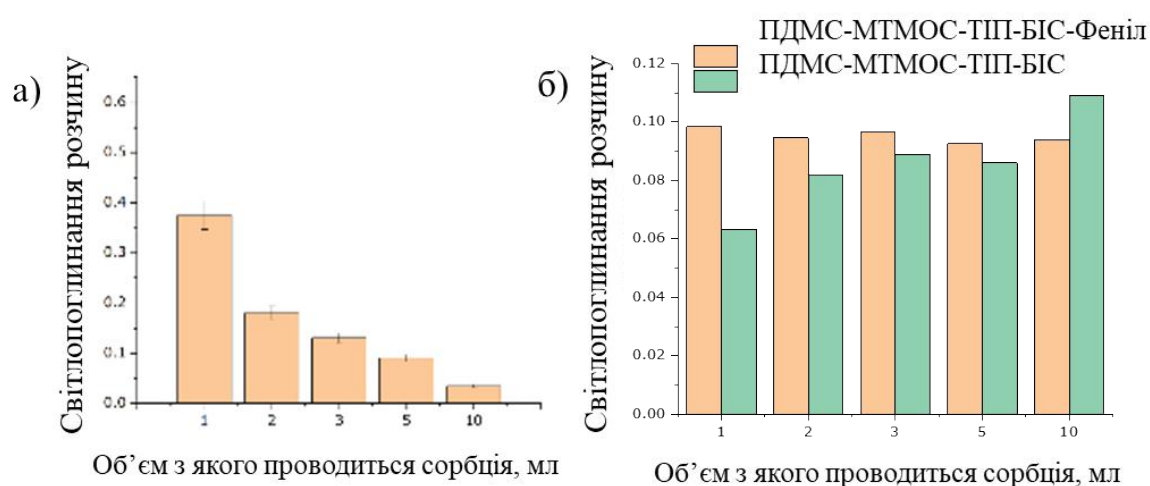 а)
Світлопоглинання розчину
0.6
0.5
0.4
0.3
0.2
0.1
0.0
1 2 3 5 10
Об’єм з якого проводиться сорбція, мл
б)
Світлопоглинання розчину
ПДМС-МТМОС-ТІП-БІС-Феніл
ПДМС-МТМОС-ТІП-БІС
0.12
0.10
0.08
0.06
0.04
0.02
0.00
1 2 3 5 10
Об’єм з якого проводиться сорбція, мл